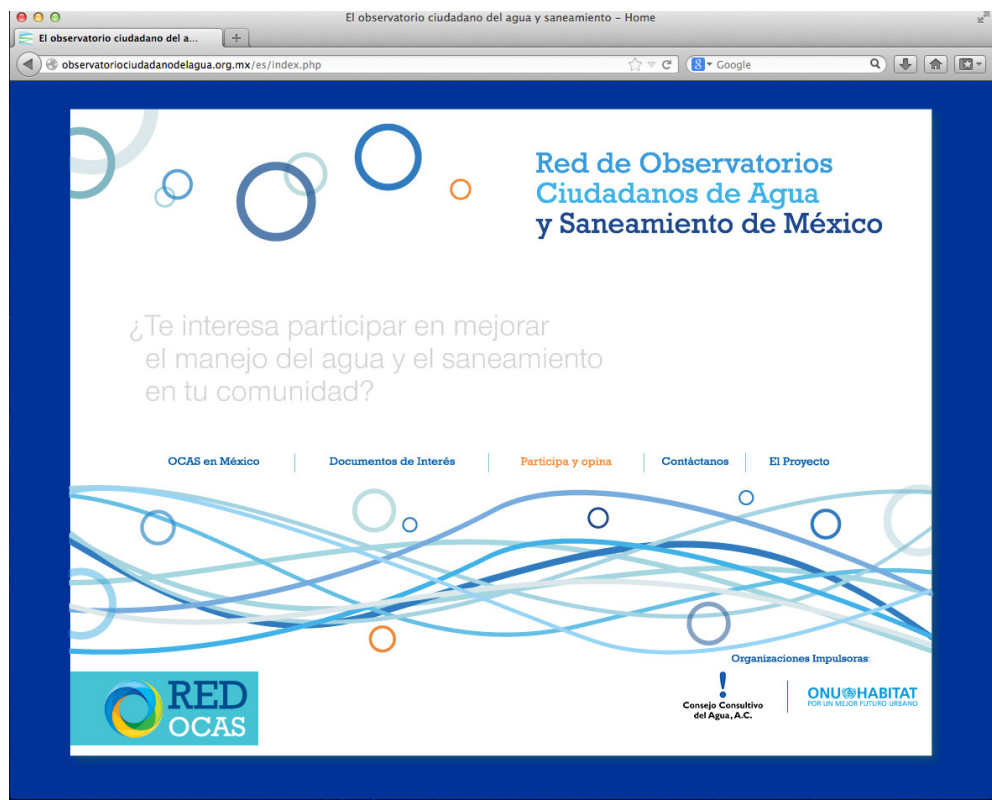 El observatorio ciudadano del agua y saneamiento – Home
El observatorio ciudadano del a...
observatoriociudadanodelagua.org.mx/es/index.php
Google
Red de Observatorios
Ciudadanos de Agua
y Saneamiento de México
¿Te interesa participar en mejorar
el manejo del agua y el saneamiento
en tu comunidad?
OCAS en México
Documentos de Interés
Participa y opina
Contáctanos
El Proyecto
Organizaciones Impulsoras:
RED
OCAS
Consejo Consultivo
del Agua, A.C.
ONU HABITAT
POR UN MEJOR FUTURO URBANO